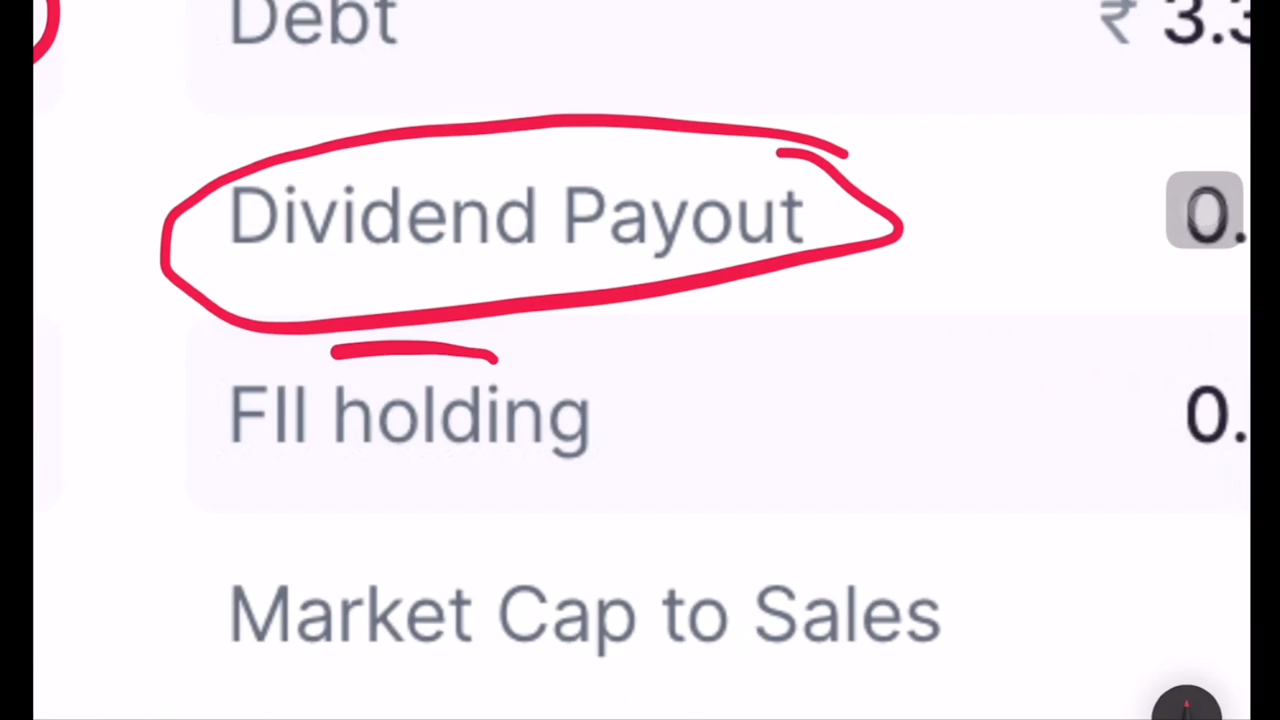 Debt ₹ 3.3
Dividend Payout 0.
FII holding 0.
Market Cap to Sales